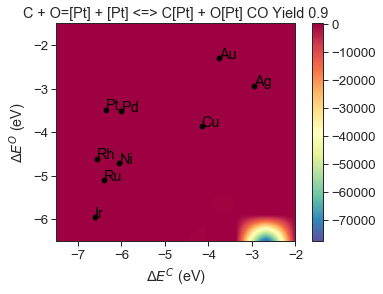 C + O=[Pt] + [Pt] <=> C[Pt] + O[Pt] CO Yield 0.9
ΔE^O (eV)
−2
−3
−4
−5
−6
Au
Ag
Pt
Pd
Cu
Rh
Ni
Ru
Ir
−7
−6
−5
−4
−3
−2
ΔE^C (eV)
0
−10000
−20000
−30000
−40000
−50000
−60000
−70000